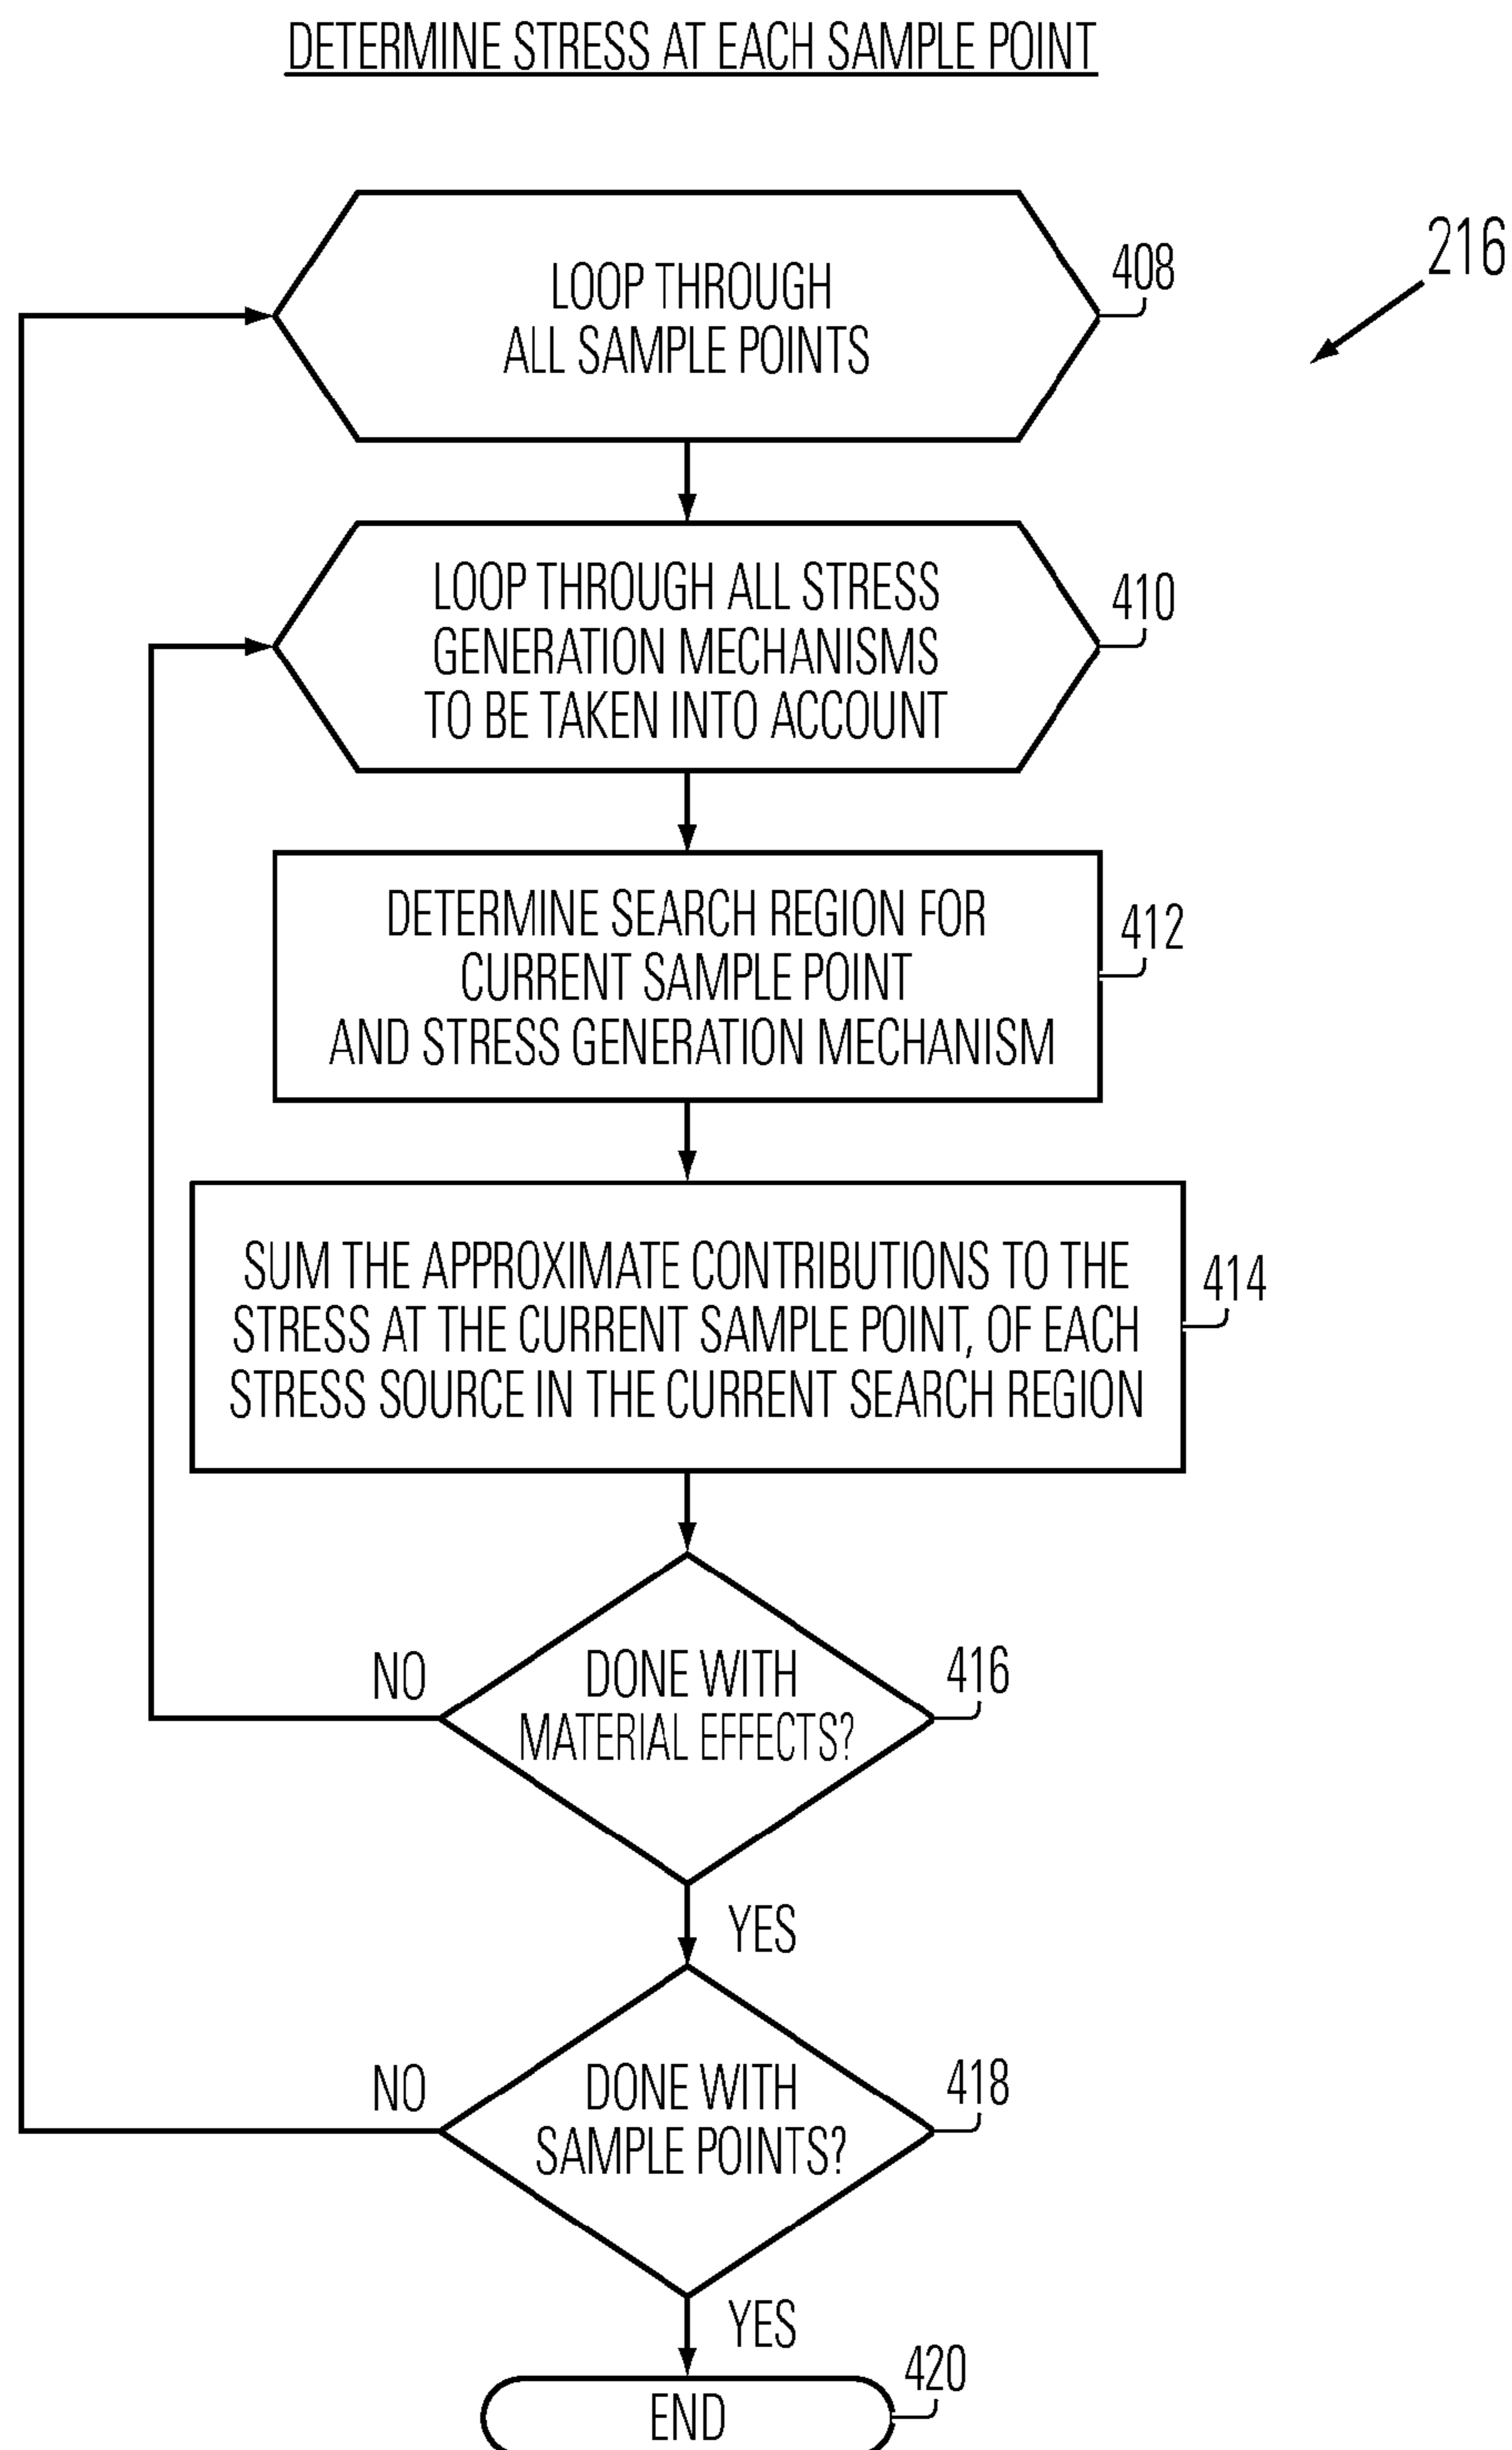 DETERMINE STRESS AT EACH SAMPLE POINT
216
LOOP THROUGH
ALL SAMPLE POINTS
408
LOOP THROUGH ALL STRESS
GENERATION MECHANISMS
TO BE TAKEN INTO ACCOUNT
410
DETERMINE SEARCH REGION FOR
CURRENT SAMPLE POINT
AND STRESS GENERATION MECHANISM
412
SUM THE APPROXIMATE CONTRIBUTIONS TO THE
STRESS AT THE CURRENT SAMPLE POINT, OF EACH
STRESS SOURCE IN THE CURRENT SEARCH REGION
414
NO
DONE WITH
MATERIAL EFFECTS?
416
YES
NO
DONE WITH
SAMPLE POINTS?
418
YES
END
420